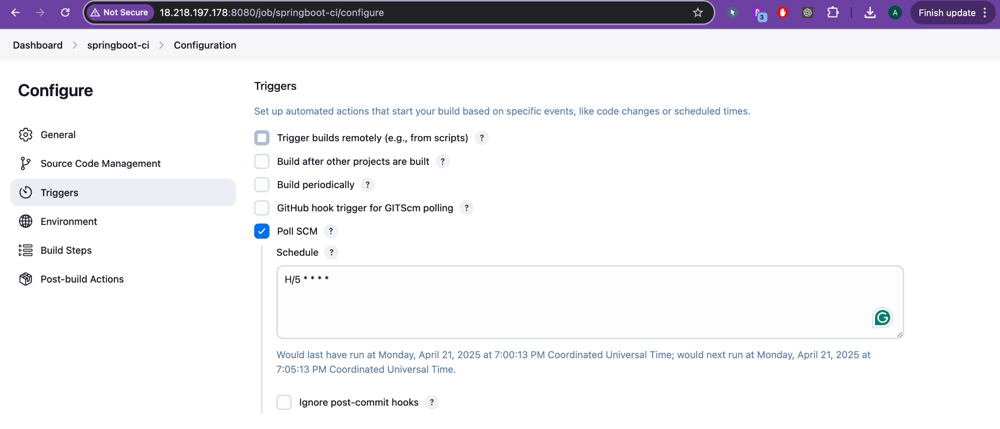 Not Secure 18.218.197.178:8080/job/springboot-ci/configure 3 A Finish update
Dashboard springboot-ci Configuration
Configure
General
Source Code Management
Triggers
Environment
Build Steps
Post-build Actions
Triggers
Set up automated actions that start your build based on specific events, like code changes or scheduled times.
Trigger builds remotely (e.g., from scripts) ?
Build after other projects are built ?
Build periodically ?
GitHub hook trigger for GITScm polling ?
Poll SCM ?
Schedule ?
H/5 * * * *
Would last have run at Monday, April 21, 2025 at 7:00:13 PM Coordinated Universal Time; would next run at Monday, April 21, 2025 at
7:05:13 PM Coordinated Universal Time.
Ignore post-commit hooks ?